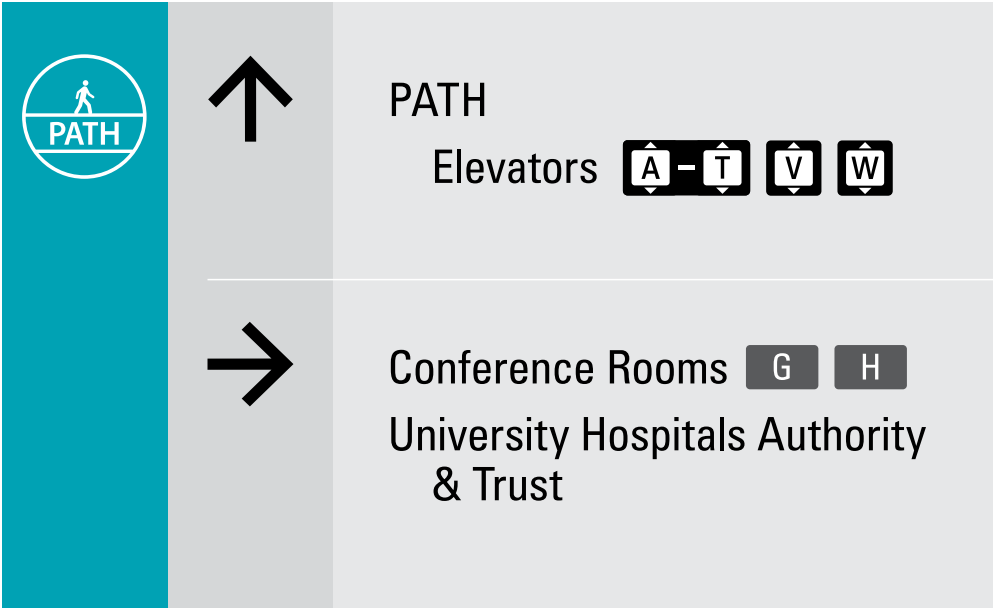 PATH
PATH
Elevators A-T V W
Conference Rooms G H
University Hospitals Authority
& Trust